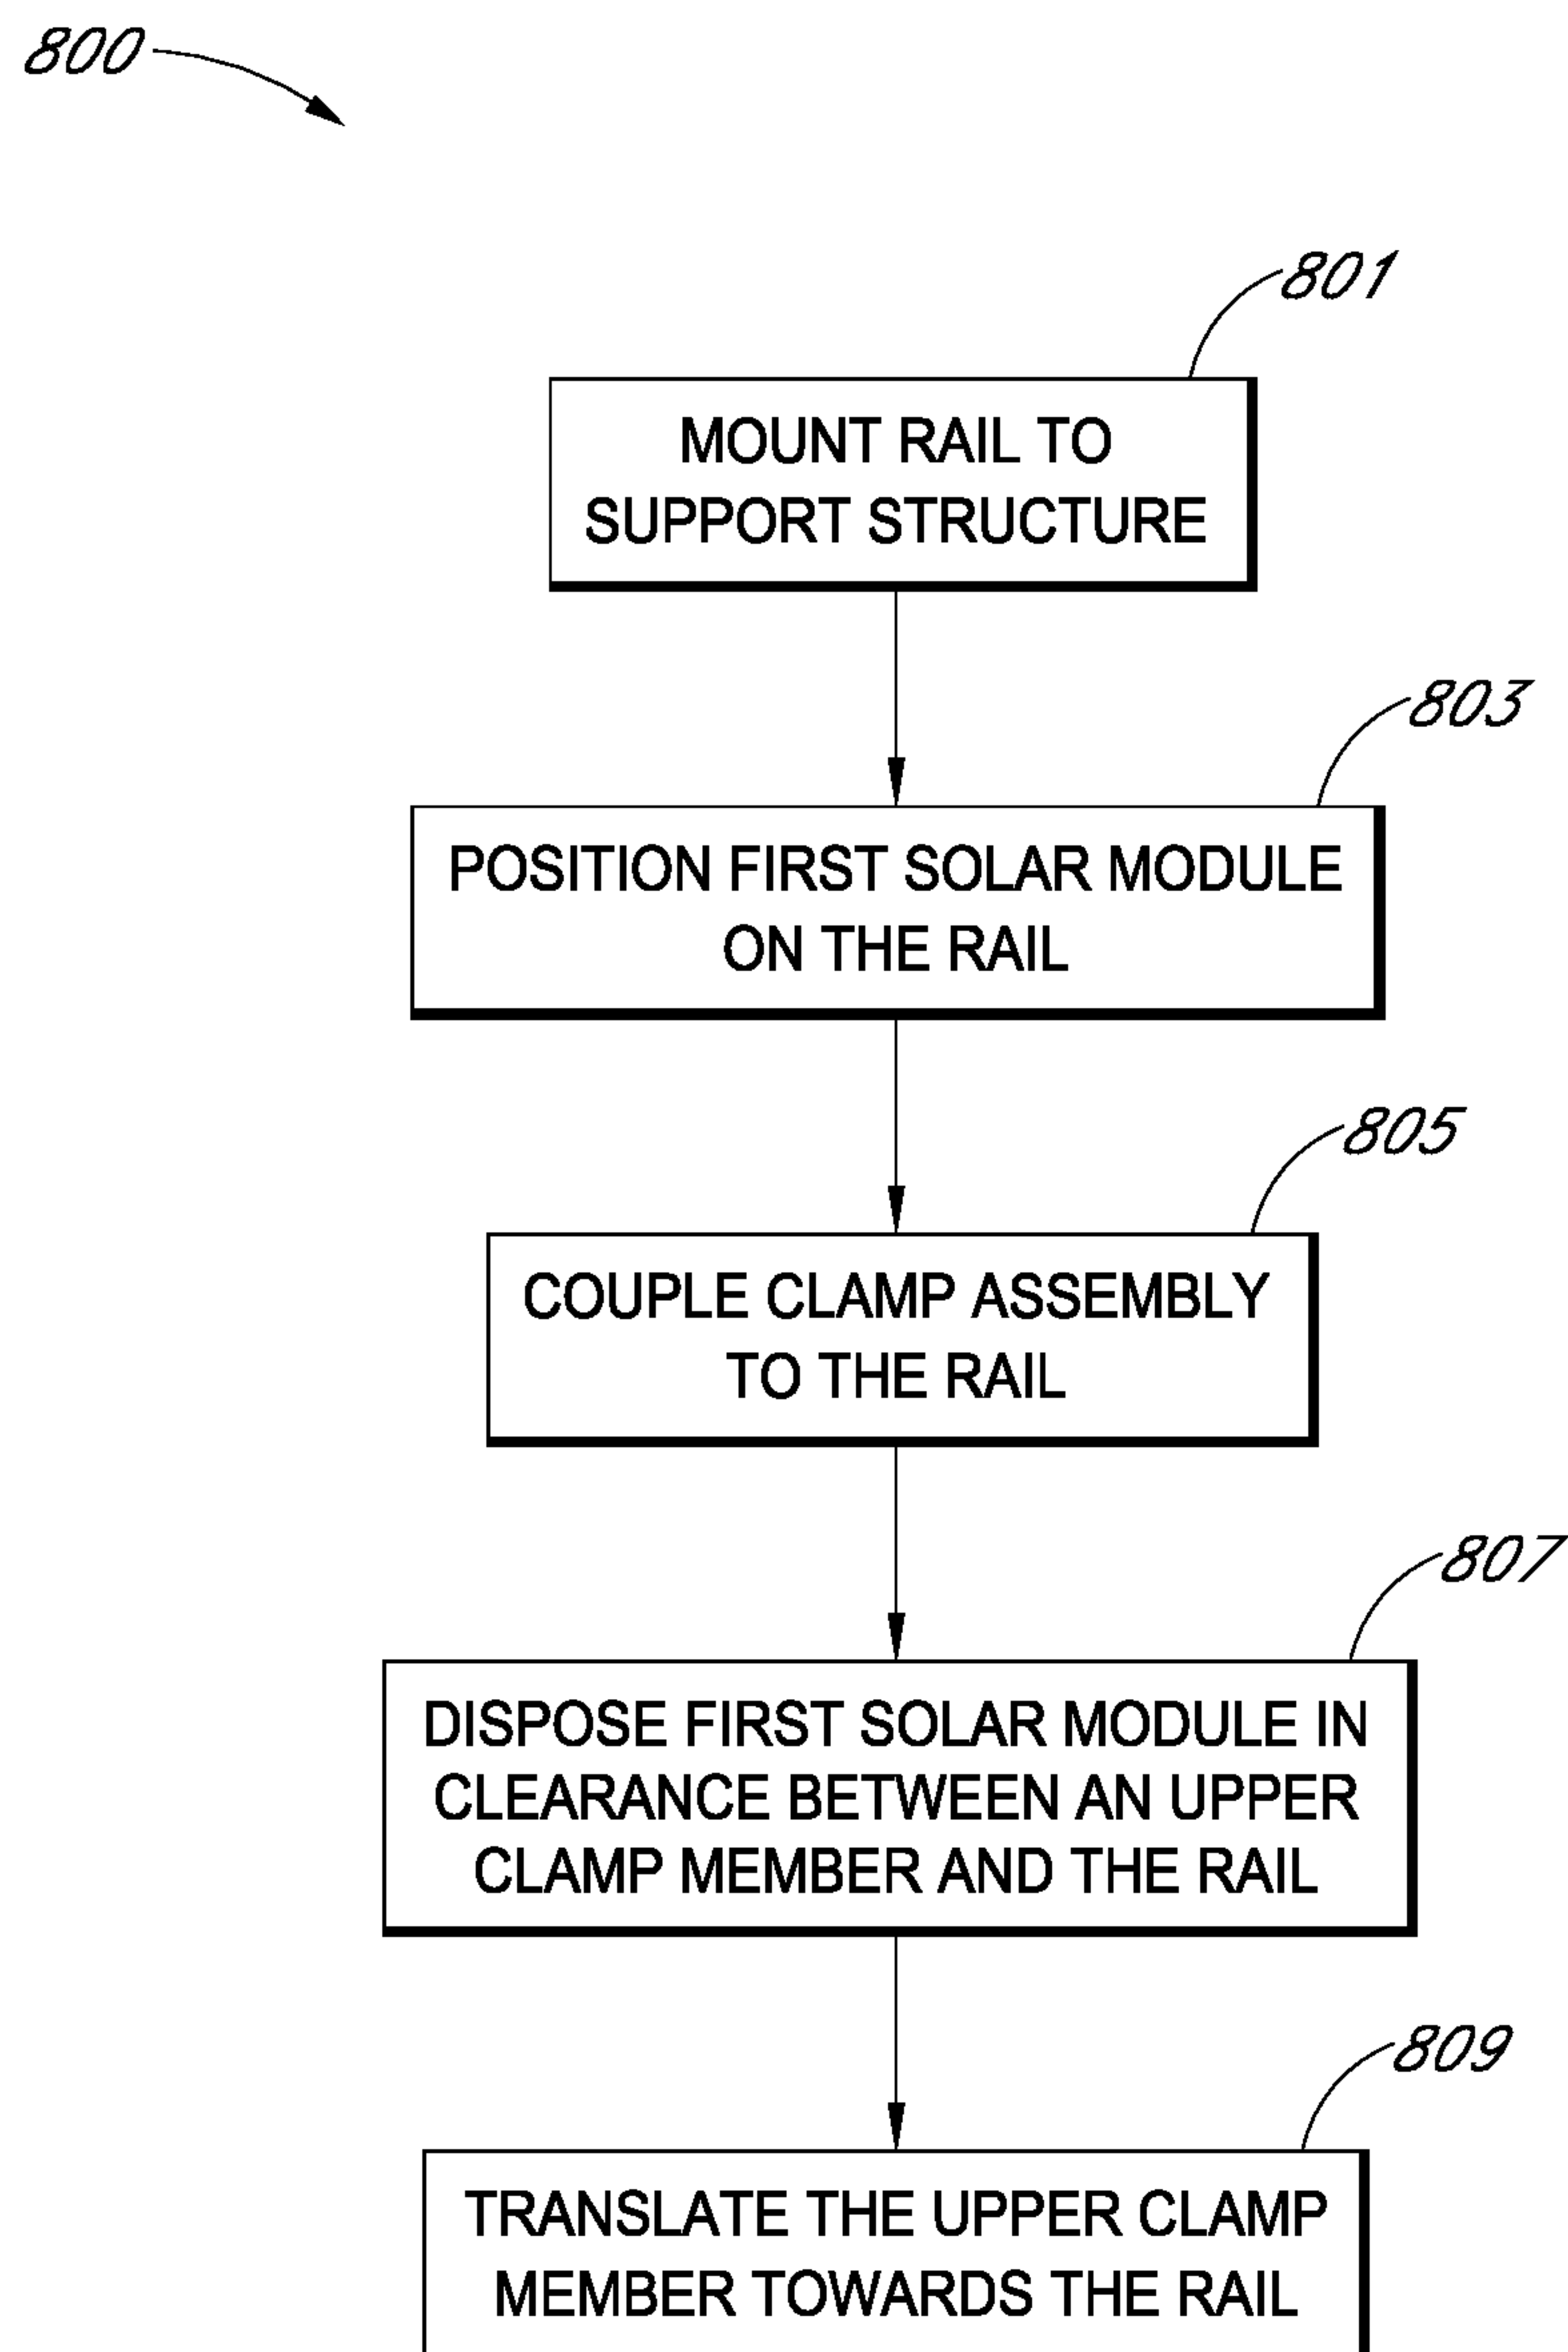 800
801
MOUNT RAIL TO
SUPPORT STRUCTURE
803
POSITION FIRST SOLAR MODULE
ON THE RAIL
805
COUPLE CLAMP ASSEMBLY
TO THE RAIL
807
DISPOSE FIRST SOLAR MODULE IN
CLEARANCE BETWEEN AN UPPER
CLAMP MEMBER AND THE RAIL
809
TRANSLATE THE UPPER CLAMP
MEMBER TOWARDS THE RAIL